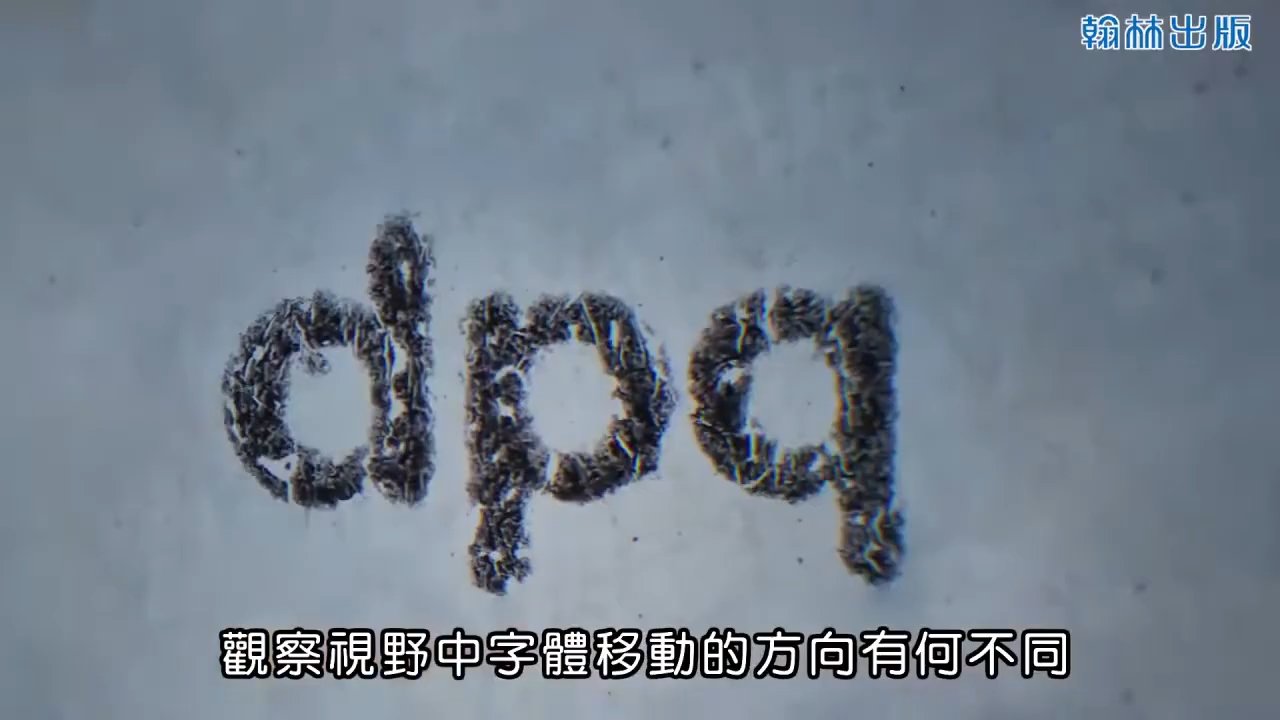 翰林出版
dpq
觀察視野中字體移動的方向有何不同